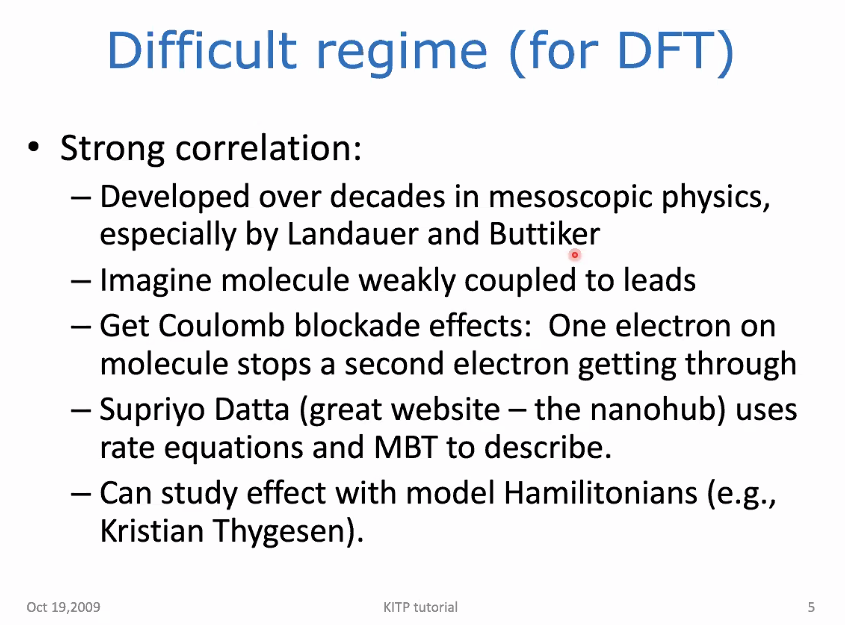 Difficult regime (for DFT)
• Strong correlation:
– Developed over decades in mesoscopic physics,
especially by Landauer and Buttiker
– Imagine molecule weakly coupled to leads
– Get Coulomb blockade effects:  One electron on
molecule stops a second electron getting through
– Supriyo Datta (great website – the nanohub) uses
rate equations and MBT to describe.
– Can study effect with model Hamilitonians (e.g.,
Kristian Thygesen).
Oct 19,2009 KITP tutorial 5